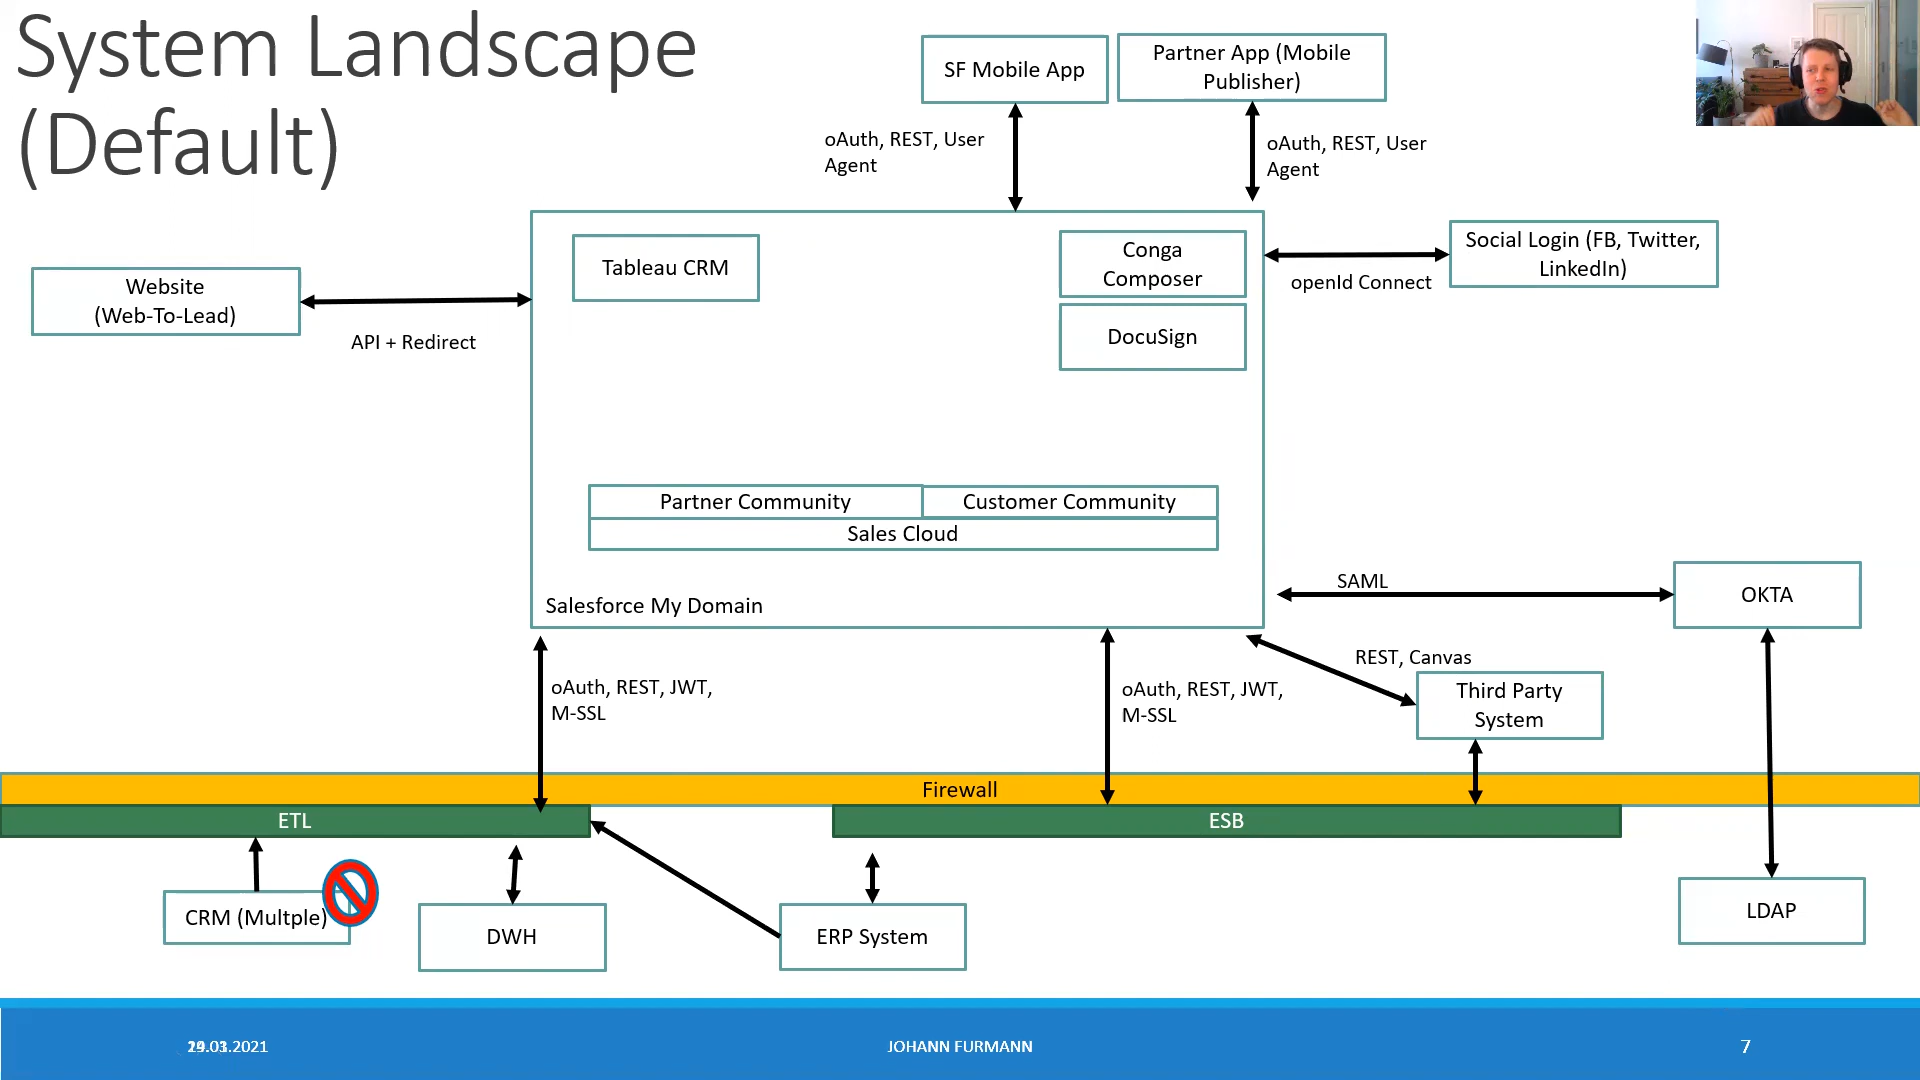 System Landscape
(Default)
SF Mobile App
Partner App (Mobile
Publisher)
oAuth, REST, User
Agent
oAuth, REST, User
Agent
Website
(Web-To-Lead)
API + Redirect
Tableau CRM
Conga
Composer
DocuSign
Social Login (FB, Twitter,
LinkedIn)
openId Connect
Partner Community
Customer Community
Sales Cloud
Salesforce My Domain
SAML
OKTA
REST, Canvas
Third Party
System
oAuth, REST, JWT,
M-SSL
oAuth, REST, JWT,
M-SSL
Firewall
ETL
ESB
CRM (Multple)
DWH
ERP System
LDAP
JOHANN FURMANN
7